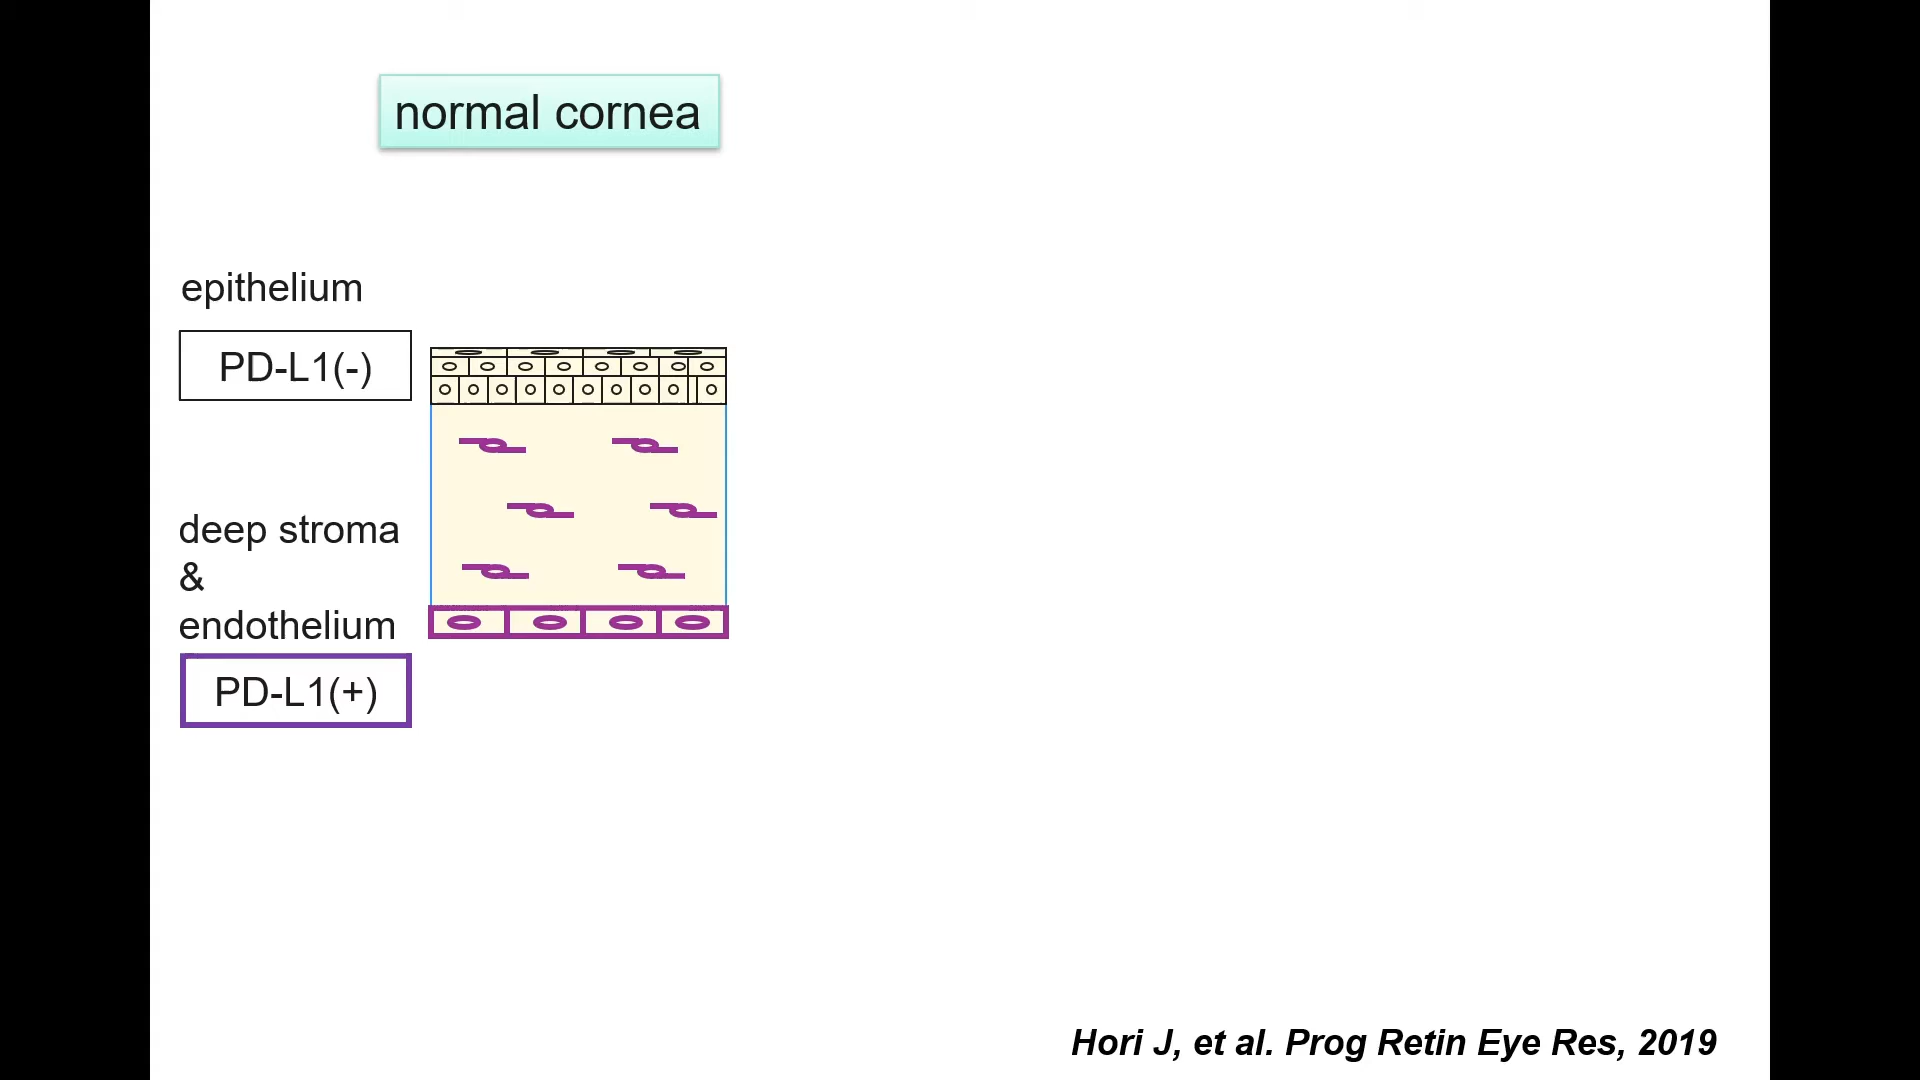 normal cornea
epithelium
PD-L1(-)
deep stroma
&
endothelium
PD-L1(+)
Hori J, et al. Prog Retin Eye Res, 2019